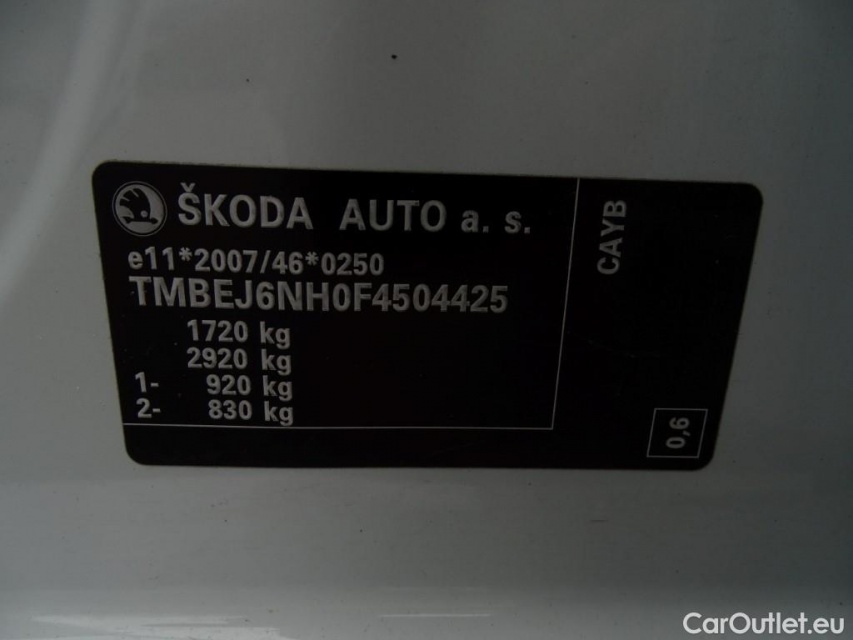 ŠKODA AUTO a. s.
e11*2007/46*0250
TMBEJ6NH0F4504425
1720 kg
2920 kg
1- 920 kg
2- 830 kg
CAYB
0,6
CarOutlet.eu